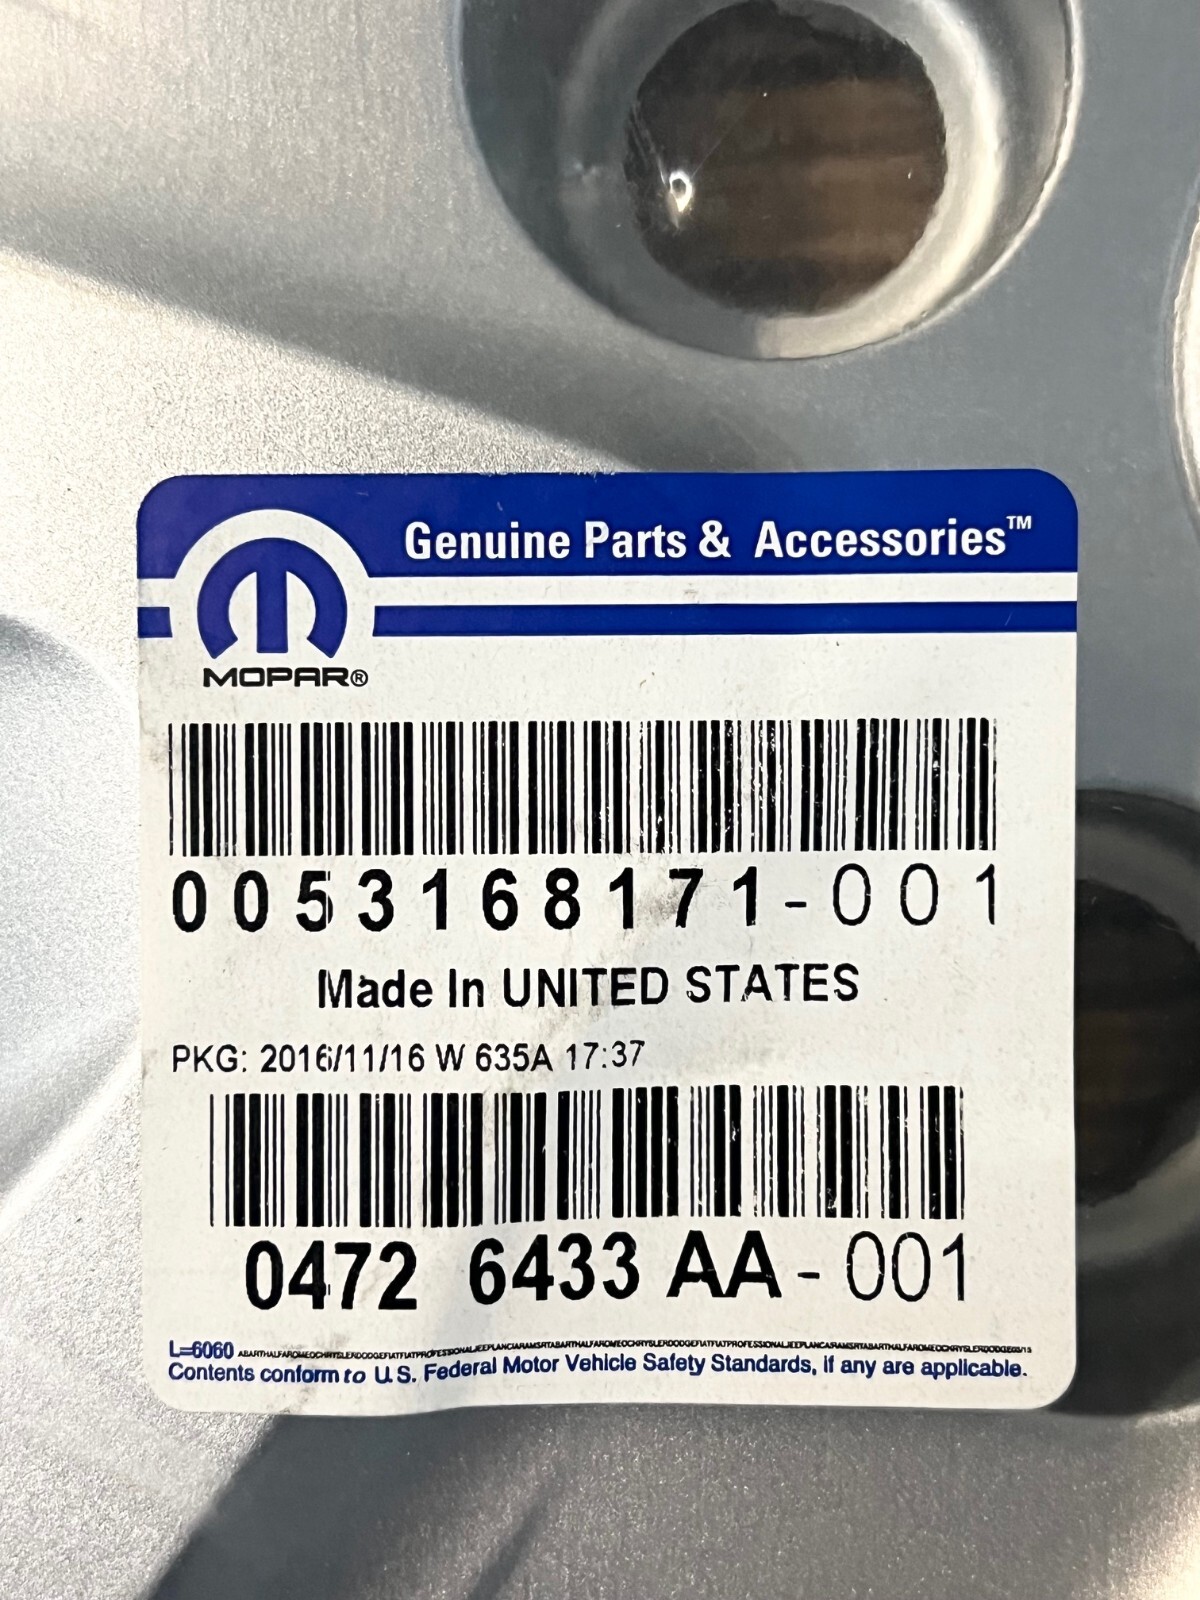 Genuine Parts & Accessories™
MOPAR®
0053168171-001
Made In UNITED STATES
PKG: 2016/11/16 W 635A 17:37
0472 6433 AA-001
L=6060
Contents conform to U.S. Federal Motor Vehicle Safety Standards, if any are applicable.